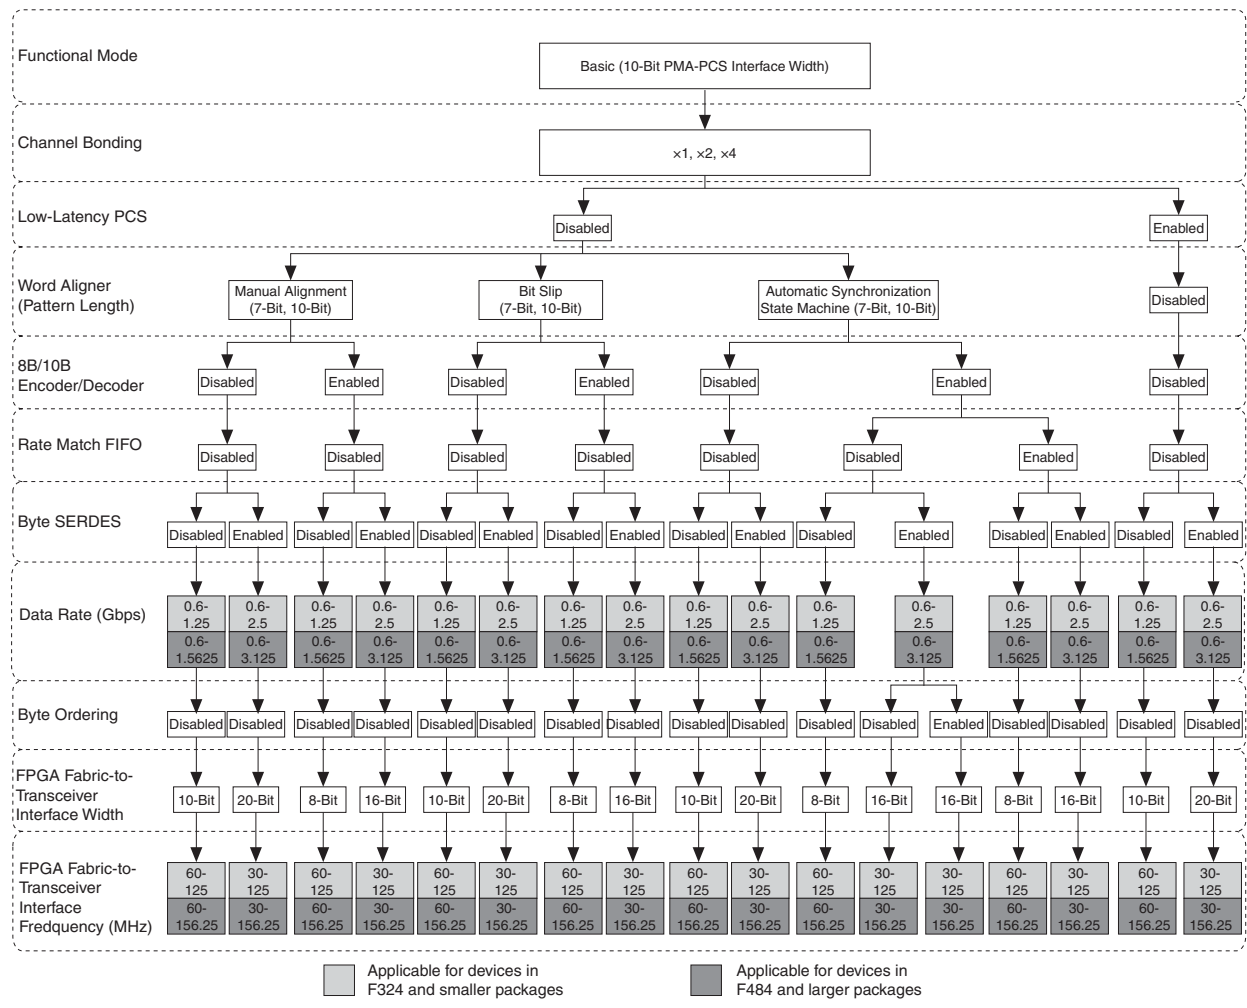 Functional Mode
Basic (10-Bit PMA-PCS Interface Width)
Channel Bonding
×1, ×2, ×4
Low-Latency PCS
Disabled Enabled
Word Aligner
(Pattern Length)
Manual Alignment
(7-Bit, 10-Bit)
Bit Slip
(7-Bit, 10-Bit)
Automatic Synchronization
State Machine (7-Bit, 10-Bit)
Disabled
8B/10B
Encoder/Decoder
Disabled Enabled Disabled Enabled Disabled Enabled Disabled
Rate Match FIFO
Disabled Disabled Disabled Disabled Disabled Disabled Enabled Disabled
Byte SERDES
Disabled Enabled Disabled Enabled Disabled Enabled Disabled Enabled Disabled Enabled Disabled Enabled Disabled Enabled Disabled Enabled
Data Rate (Gbps)
0.6- 0.6- 0.6- 0.6- 0.6- 0.6- 0.6- 0.6- 0.6- 0.6- 0.6- 0.6- 0.6- 0.6- 0.6- 0.6-
1.25 2.5 1.25 2.5 1.25 2.5 1.25 2.5 1.25 2.5 1.25 2.5 1.25 2.5 1.25 2.5
0.6- 0.6- 0.6- 0.6- 0.6- 0.6- 0.6- 0.6- 0.6- 0.6- 0.6- 0.6- 0.6- 0.6- 0.6- 0.6-
1.5625 3.125 1.5625 3.125 1.5625 3.125 1.5625 3.125 1.5625 3.125 1.5625 3.125 1.5625 3.125 1.5625 3.125
Byte Ordering
Disabled Disabled Disabled Disabled Disabled Disabled Disabled Disabled Disabled Disabled Disabled Disabled Enabled Disabled Disabled Disabled Disabled
FPGA Fabric-to-
Transceiver
Interface Width
10-Bit 20-Bit 8-Bit 16-Bit 10-Bit 20-Bit 8-Bit 16-Bit 10-Bit 20-Bit 8-Bit 16-Bit 16-Bit 8-Bit 16-Bit 10-Bit 20-Bit
FPGA Fabric-to-
Transceiver
Interface
Fredquency (MHz)
60- 30- 60- 30- 60- 30- 60- 30- 60- 30- 60- 30- 30- 60- 30- 60- 30-
125 125 125 125 125 125 125 125 125 125 125 125 125 125 125 125 125
60- 30- 60- 30- 60- 30- 60- 30- 60- 30- 60- 30- 30- 60- 30- 60- 30-
156.25 156.25 156.25 156.25 156.25 156.25 156.25 156.25 156.25 156.25 156.25 156.25 156.25 156.25 156.25 156.25 156.25
Applicable for devices in
F324 and smaller packages
Applicable for devices in
F484 and larger packages